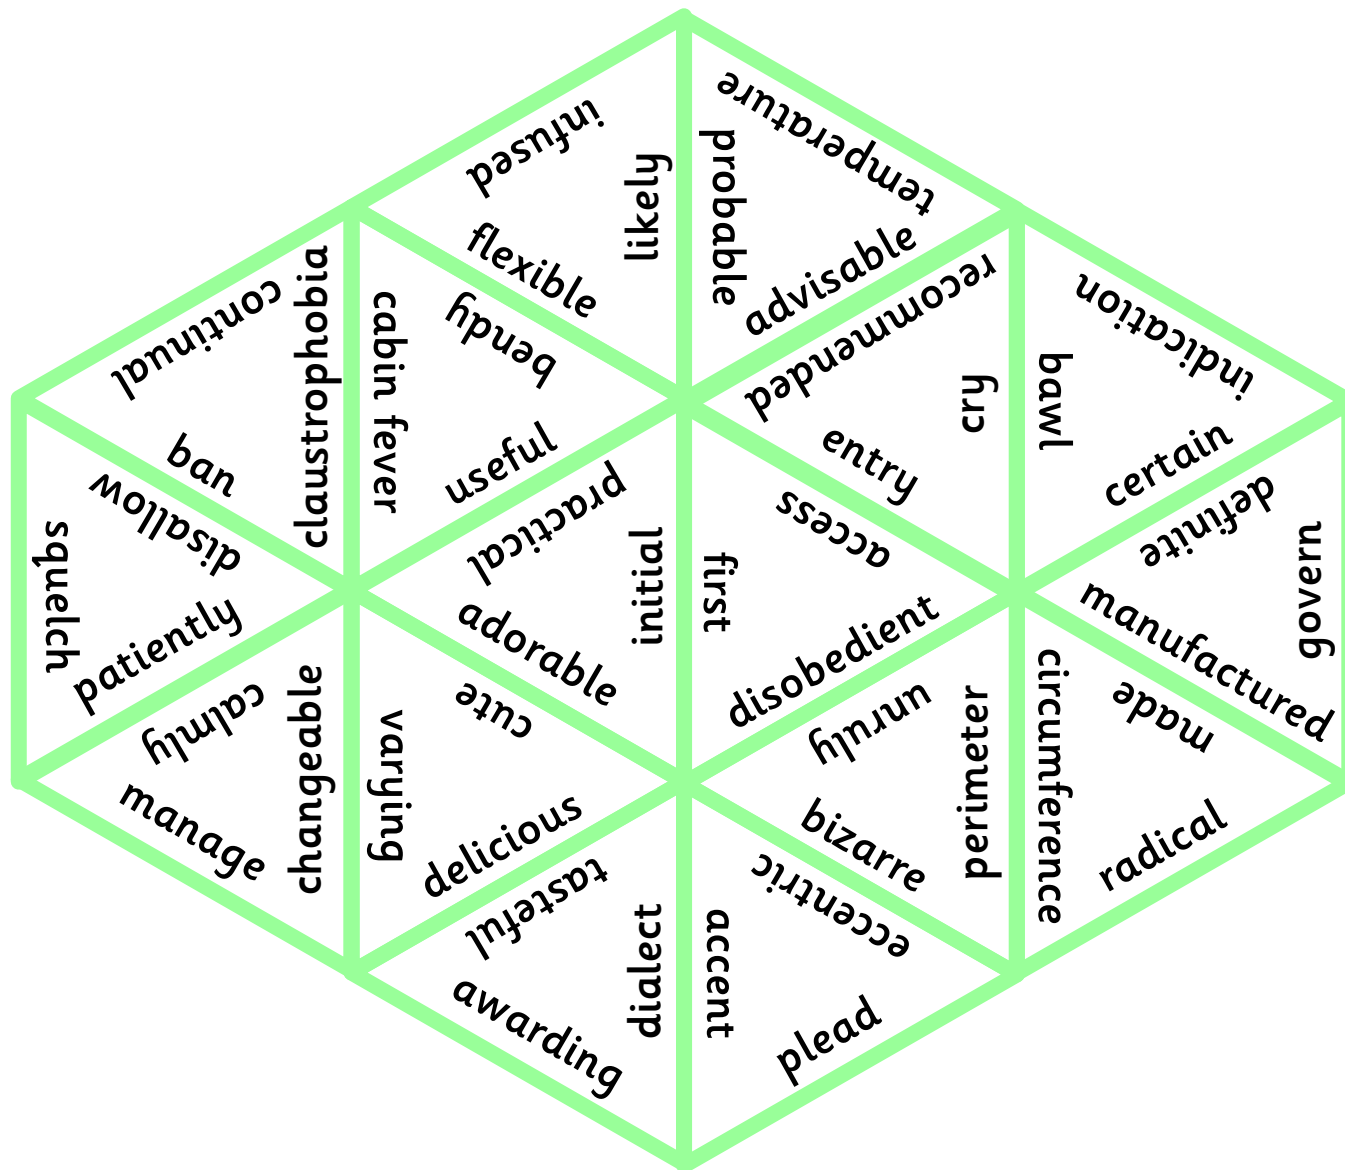 infused
likely
flexible
temperature
probable
advisable
continual
claustrophobia
ban
cabin fever
bendy
useful
recommended
cry
entry
indication
bawl
certain
squelch
disallow
patiently
practical
initial
adorable
first
access
disobedient
definite
govern
manufactured
calmly
changeable
manage
varying
cute
delicious
unruly
perimeter
bizarre
circumference
made
radical
tasteful
dialect
awarding
accent
eccentric
plead